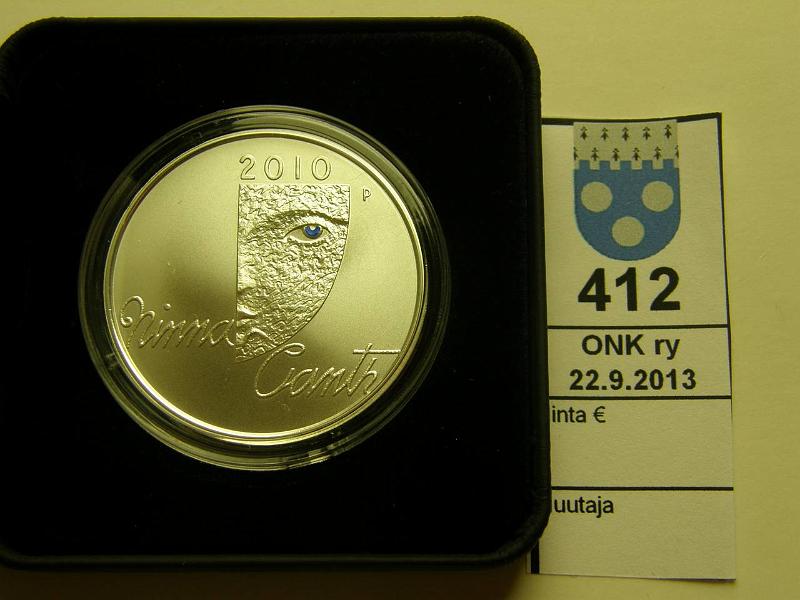 2010
P
Minna
Canth
412
ONK ry
22.9.2013
inta €
uutaja